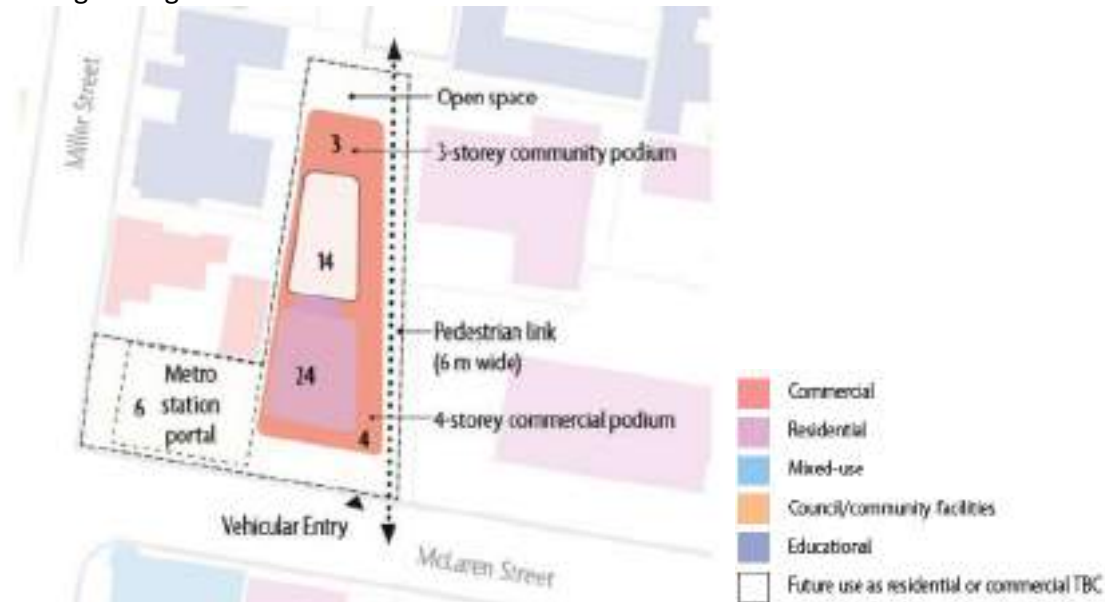 Miller Street
Open space
3
3-storey community podium
14
Pedestrian link
(6 m wide)
24
Metro
6 station
portal
4-storey commercial podium
4
Vehicular Entry
McLaren Street
Commercial
Residential
Mixed-use
Council/community facilities
Educational
Future use as residential or commercial TBC